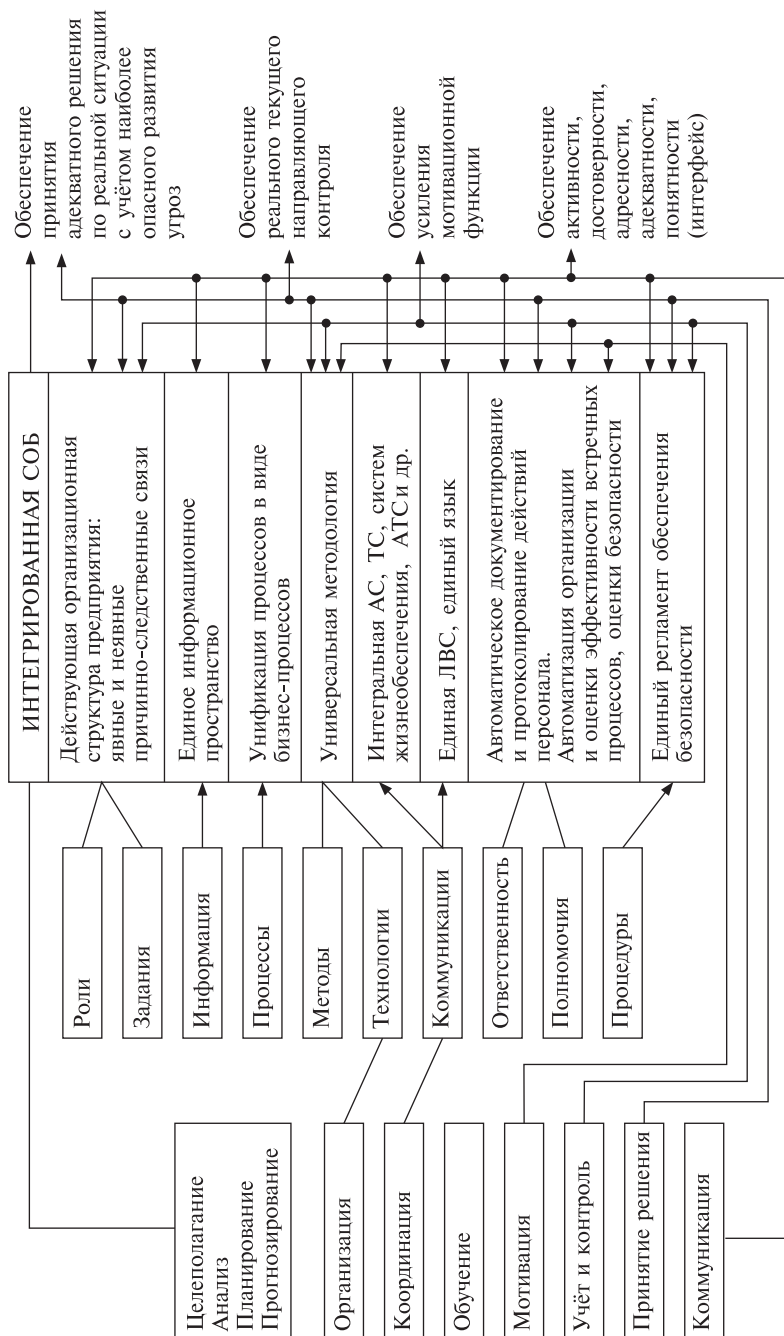 Целеполагание
Анализ
Планирование
Прогнозирование
Организация
Координация
Обучение
Мотивация
Учёт и контроль
Принятие решения
Коммуникация
Роли
Задания
Информация
Процессы
Методы
Технологии
Коммуникации
Ответственность
Полномочия
Процедуры
ИНТЕГРИРОВАННАЯ СОБ
Действующая организационная
структура предприятия:
явные и неявные
причинно-следственные связи
Единое информационное
пространство
Унификация процессов в виде
бизнес-процессов
Универсальная методология
Интегральная АС, ТС, систем
жизнеобеспечения, АТС и др.
Единая ЛВС, единый язык
Автоматическое документирование
и протоколирование действий
персонала.
Автоматизация организации
и оценки эффективности встречных
процессов, оценки безопасности
Единый регламент обеспечения
безопасности
Обеспечение
принятия
адекватного решения
по реальной ситуации
с учётом наиболее
опасного развития
угроз
Обеспечение
реального текущего
направляющего
контроля
Обеспечение
усиления
мотивационной
функции
Обеспечение
активности,
достоверности,
адресности,
адекватности,
понятности
(интерфейс)